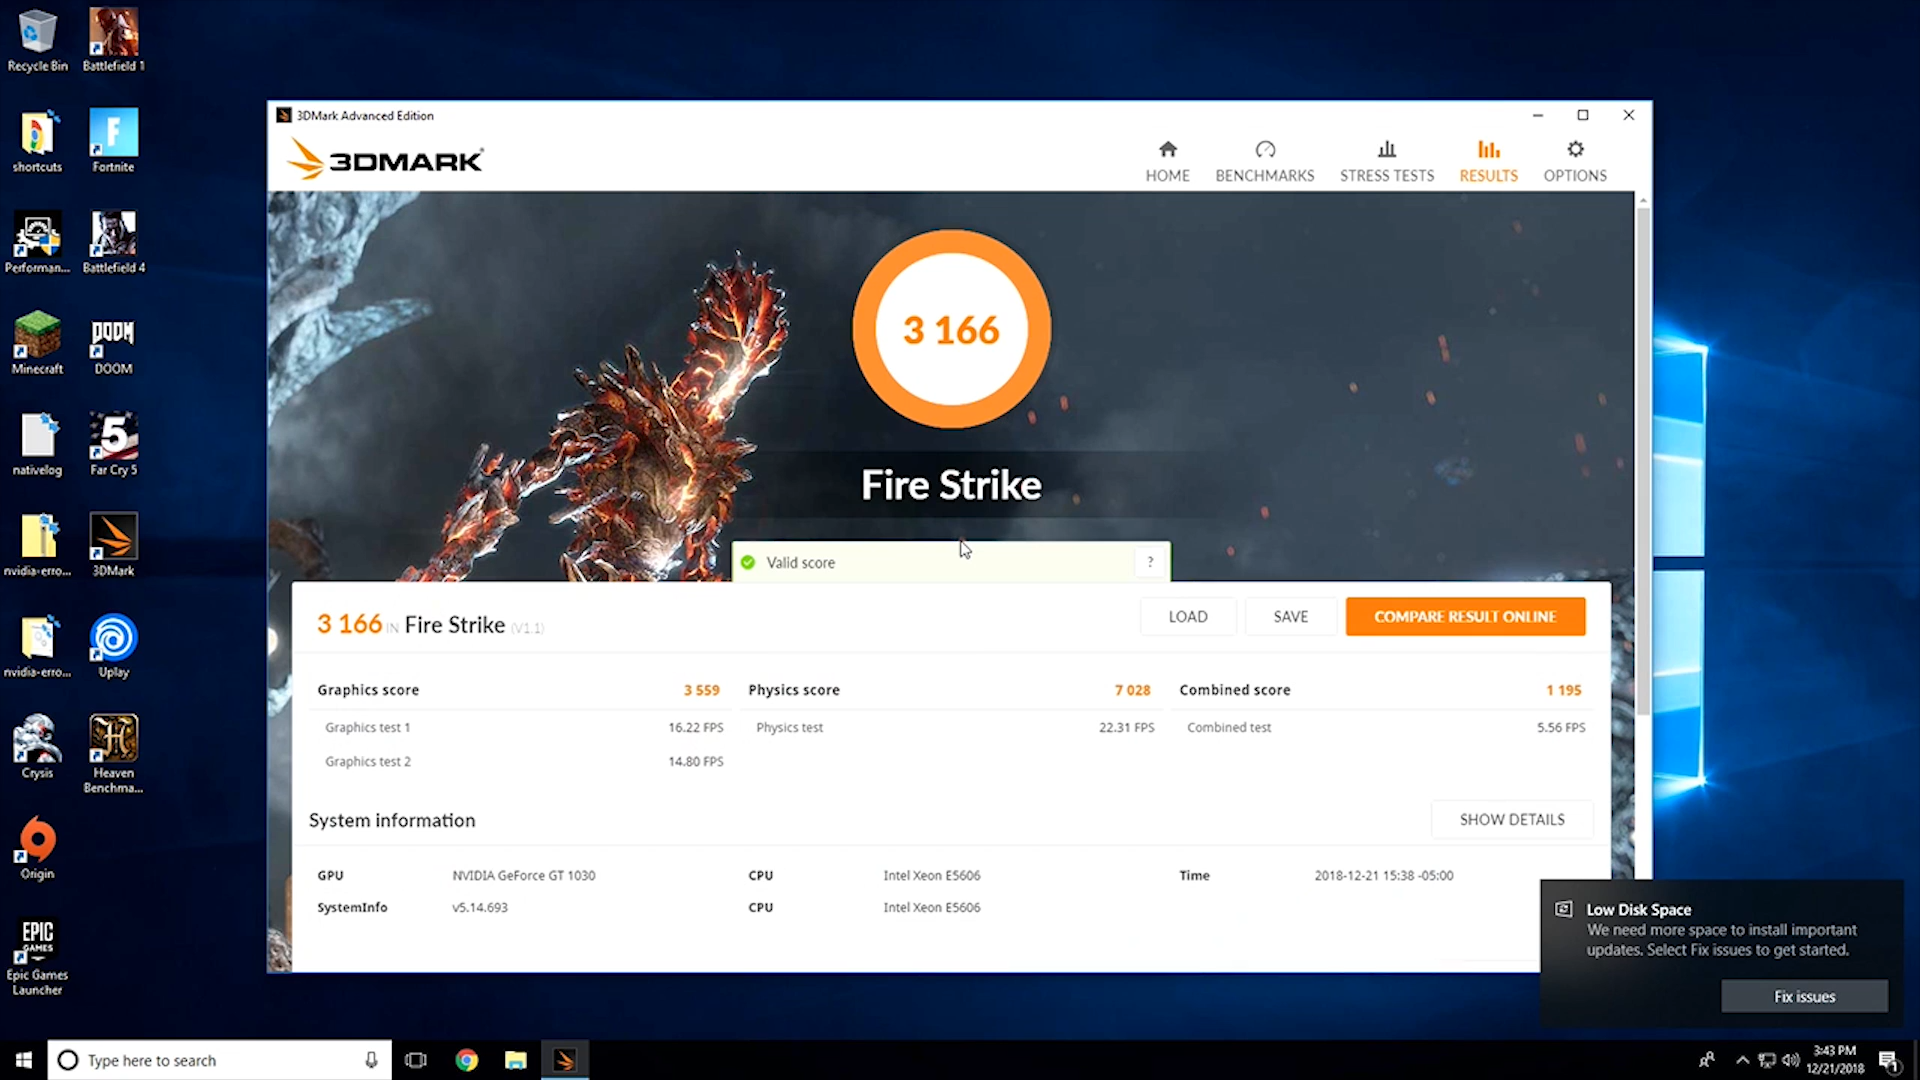 Recycle Bin
Battlefield 1
shortcuts
Fortnite
Performan...
Battlefield 4
Minecraft
DOOM
DOOM
nativelog
5
Far Cry 5
nvidia-erro...
3DMark
nvidia-erro...
Uplay
Crysis
Heaven
Benchma...
Origin
EPIC
GAMES
Epic Games
Launcher
3DMark Advanced Edition
3DMARK
HOME
BENCHMARKS
STRESS TESTS
RESULTS
OPTIONS
3 166
Fire Strike
Valid score
?
3 166 IN Fire Strike (V1.1)
LOAD
SAVE
COMPARE RESULT ONLINE
Graphics score 3 559
Graphics test 1 16.22 FPS
Graphics test 2 14.80 FPS
Physics score 7 028
Physics test 22.31 FPS
Combined score 1 195
Combined test 5.56 FPS
System information
SHOW DETAILS
GPU NVIDIA GeForce GT 1030
CPU Intel Xeon E5606
Time 2018-12-21 15:38 -05:00
SystemInfo v5.14.693
CPU Intel Xeon E5606
Low Disk Space
We need more space to install important
updates. Select Fix issues to get started.
Fix issues
Type here to search
3:43 PM
12/21/2018
1